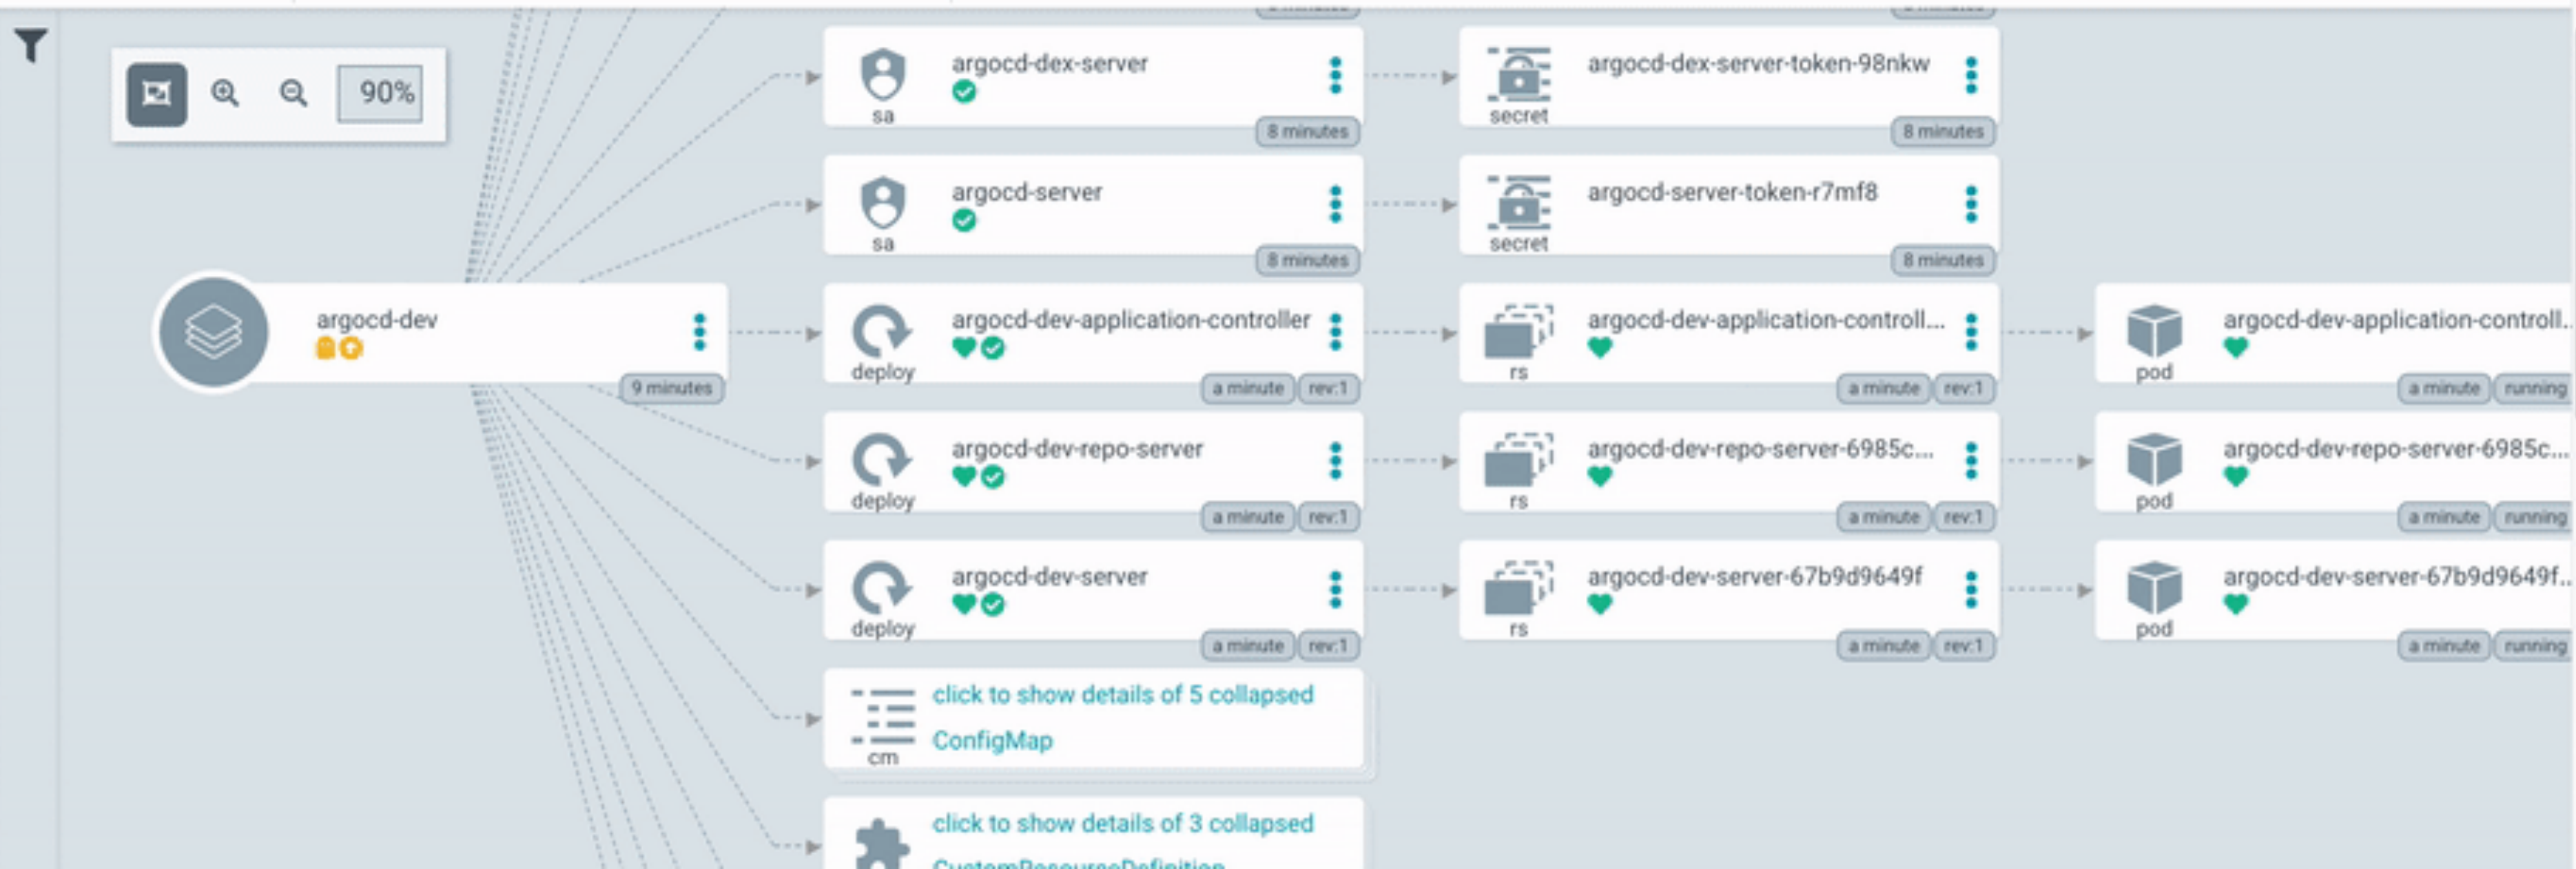 argocd-dex-server
sa
8 minutes
argocd-dex-server-token-98nkw
secret
8 minutes
90%
argocd-server
sa
8 minutes
argocd-server-token-r7mf8
secret
8 minutes
argocd-dev
9 minutes
argocd-dev-application-controller
deploy
a minute rev:1
argocd-dev-application-controll...
rs
a minute rev:1
argocd-dev-application-controll..
pod
a minute running
argocd-dev-repo-server
deploy
a minute rev:1
argocd-dev-repo-server-6985c...
rs
a minute rev:1
argocd-dev-repo-server-6985c...
pod
a minute running
argocd-dev-server
deploy
a minute rev:1
argocd-dev-server-67b9d9649f
rs
a minute rev:1
argocd-dev-server-67b9d9649f..
pod
a minute running
click to show details of 5 collapsed
ConfigMap
cm
click to show details of 3 collapsed
CustomResourceDefinition